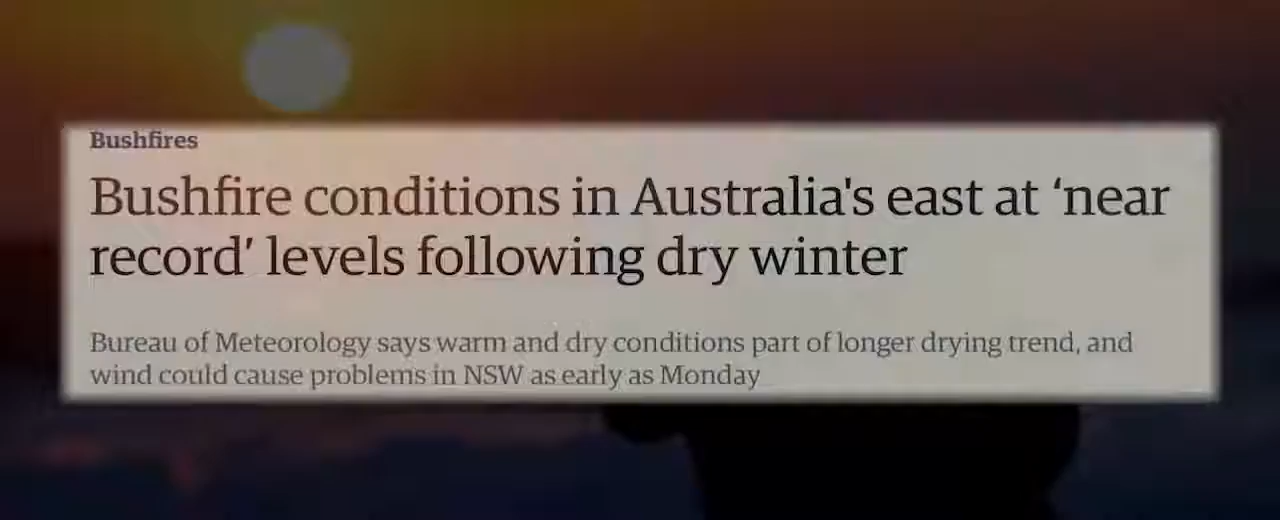 Bushfires
Bushfire conditions in Australia's east at ‘near
record’ levels following dry winter
Bureau of Meteorology says warm and dry conditions part of longer drying trend, and
wind could cause problems in NSW as early as Monday